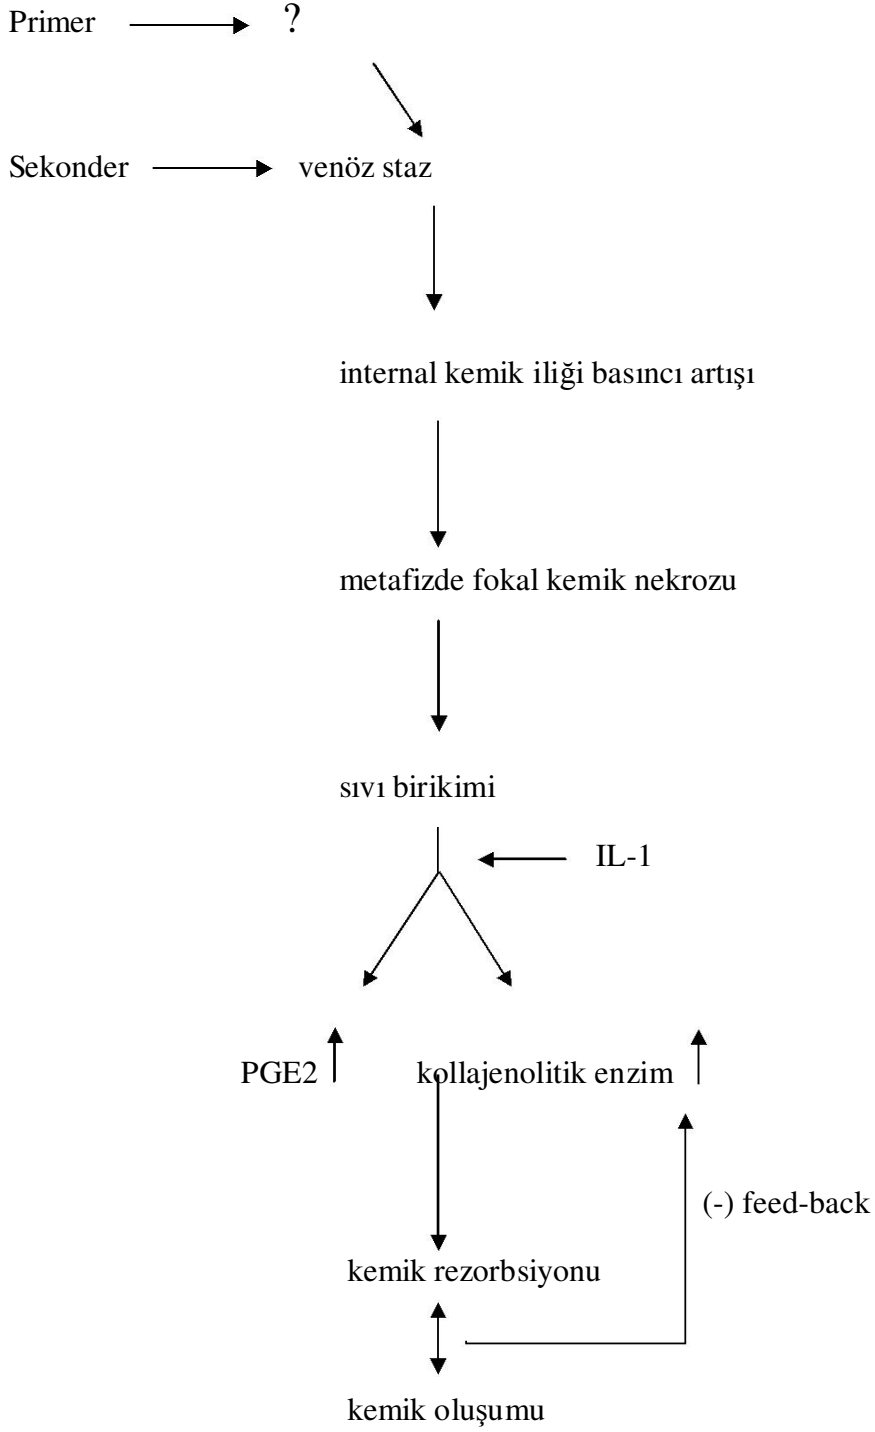 Primer ?
Sekonder venöz staz
internal kemik iliği basıncı artışı
metafizde fokal kemik nekrozu
sıvı birikimi
IL-1
PGE2 kollajenolitik enzim
(-) feed-back
kemik rezorbsiyonu
kemik oluşumu